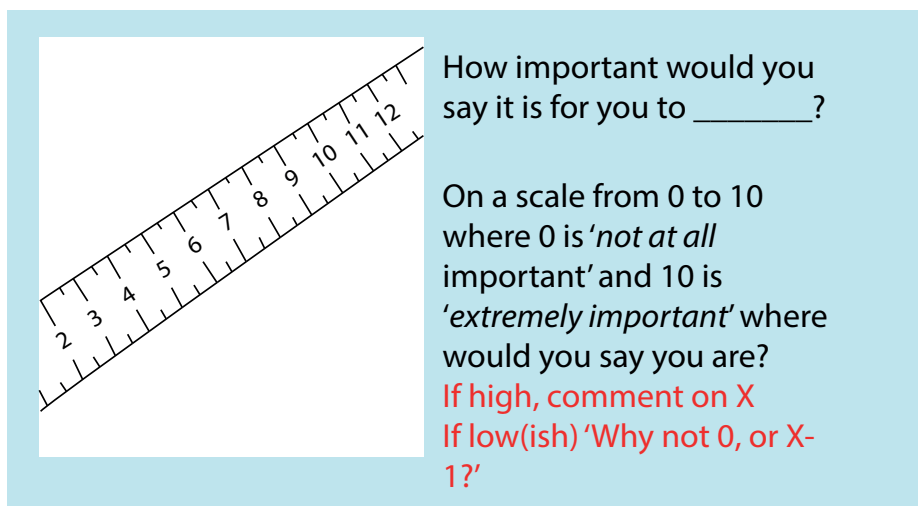 2 3 4 5 6 7 8 9 10 11 12
How important would you
say it is for you to _______?
On a scale from 0 to 10
where 0 is ‘not at all
important’ and 10 is
‘extremely important’ where
would you say you are?
If high, comment on X
If low(ish) ‘Why not 0, or X-
1?’